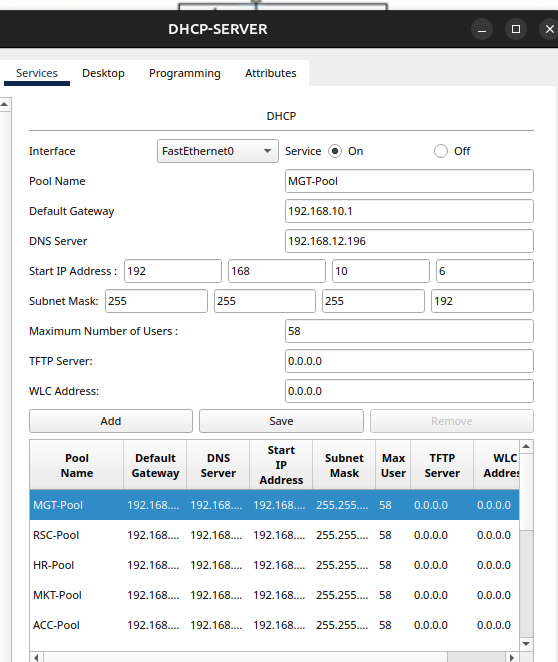 DHCP-SERVER
Services Desktop Programming Attributes
DHCP
Interface FastEthernet0 Service On Off
Pool Name MGT-Pool
Default Gateway 192.168.10.1
DNS Server 192.168.12.196
Start IP Address : 192 168 10 6
Subnet Mask: 255 255 255 192
Maximum Number of Users : 58
TFTP Server: 0.0.0.0
WLC Address: 0.0.0.0
Add Save Remove
Pool Name Default Gateway DNS Server Start IP Address Subnet Mask Max User TFTP Server WLC Addres
MGT-Pool 192.168.... 192.168.... 192.168.... 255.255.... 58 0.0.0.0 0.0.0.0
RSC-Pool 192.168.... 192.168.... 192.168.... 255.255.... 58 0.0.0.0 0.0.0.0
HR-Pool 192.168.... 192.168.... 192.168.... 255.255.... 58 0.0.0.0 0.0.0.0
MKT-Pool 192.168.... 192.168.... 192.168.... 255.255.... 58 0.0.0.0 0.0.0.0
ACC-Pool 192.168.... 192.168.... 192.168.... 255.255.... 58 0.0.0.0 0.0.0.0